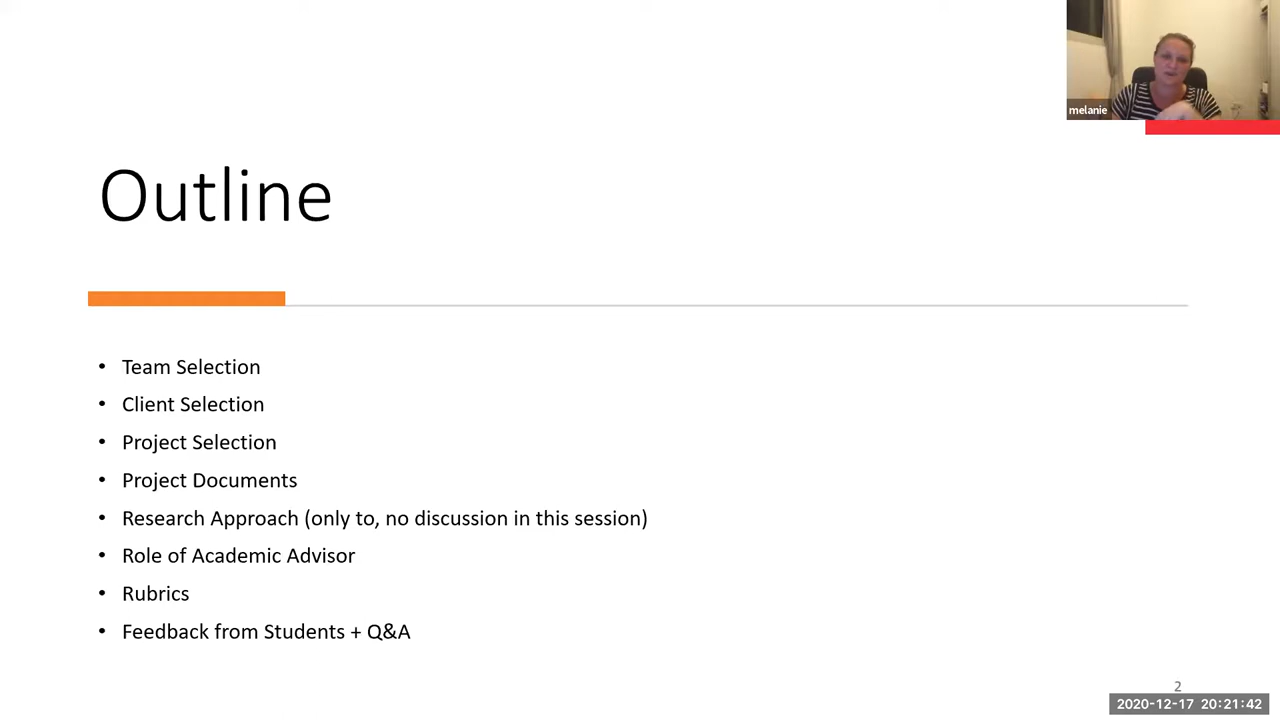 melanie
Outline
• Team Selection
• Client Selection
• Project Selection
• Project Documents
• Research Approach (only to, no discussion in this session)
• Role of Academic Advisor
• Rubrics
• Feedback from Students + Q&A
2
2020-12-17 20:21:42